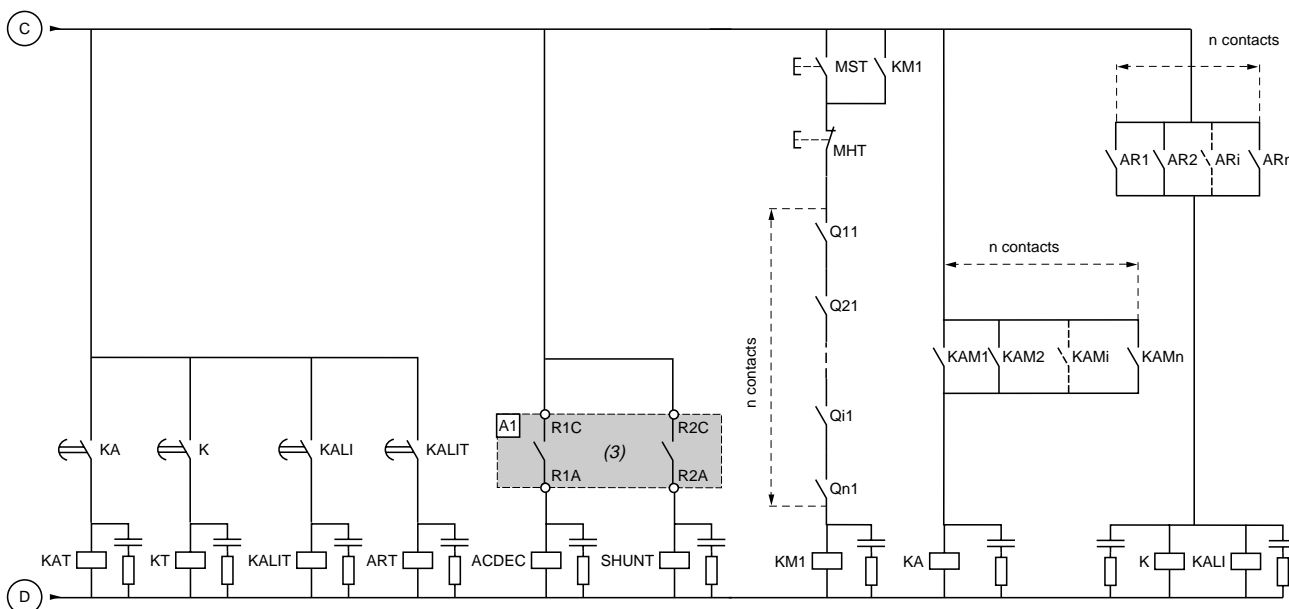 C
n contacts
MST
KM1
MHT
AR1
AR2
ARi
ARn
Q11
n contacts
Q21
n contacts
KAM1
KAM2
KAMi
KAMn
Qi1
A1
R1C
R2C
KA
K
KALI
KALIT
(3)
R1A
R2A
Qn1
KAT
KT
KALIT
ART
ACDEC
SHUNT
KM1
KA
K
KALI
D